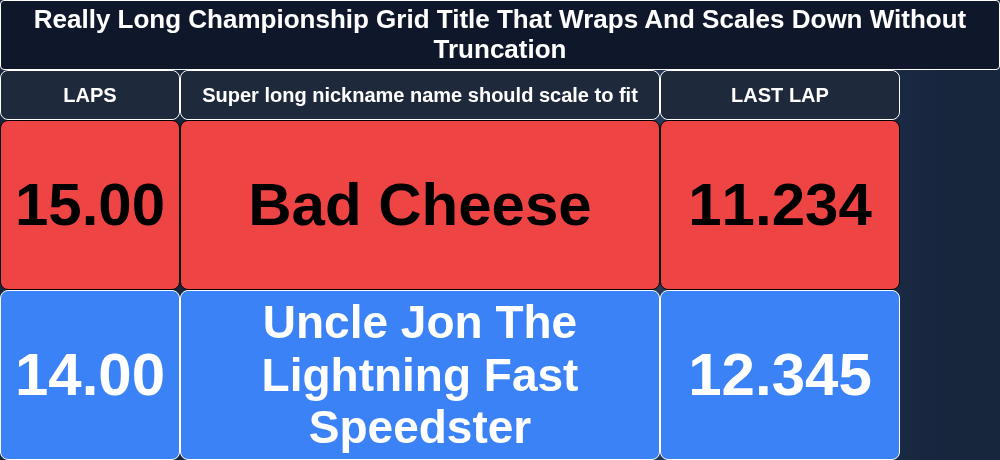 Really Long Championship Grid Title That Wraps And Scales Down Without
Truncation
LAPS
Super long nickname name should scale to fit
LAST LAP
15.00
Bad Cheese
11.234
14.00
Uncle Jon The
Lightning Fast
Speedster
12.345